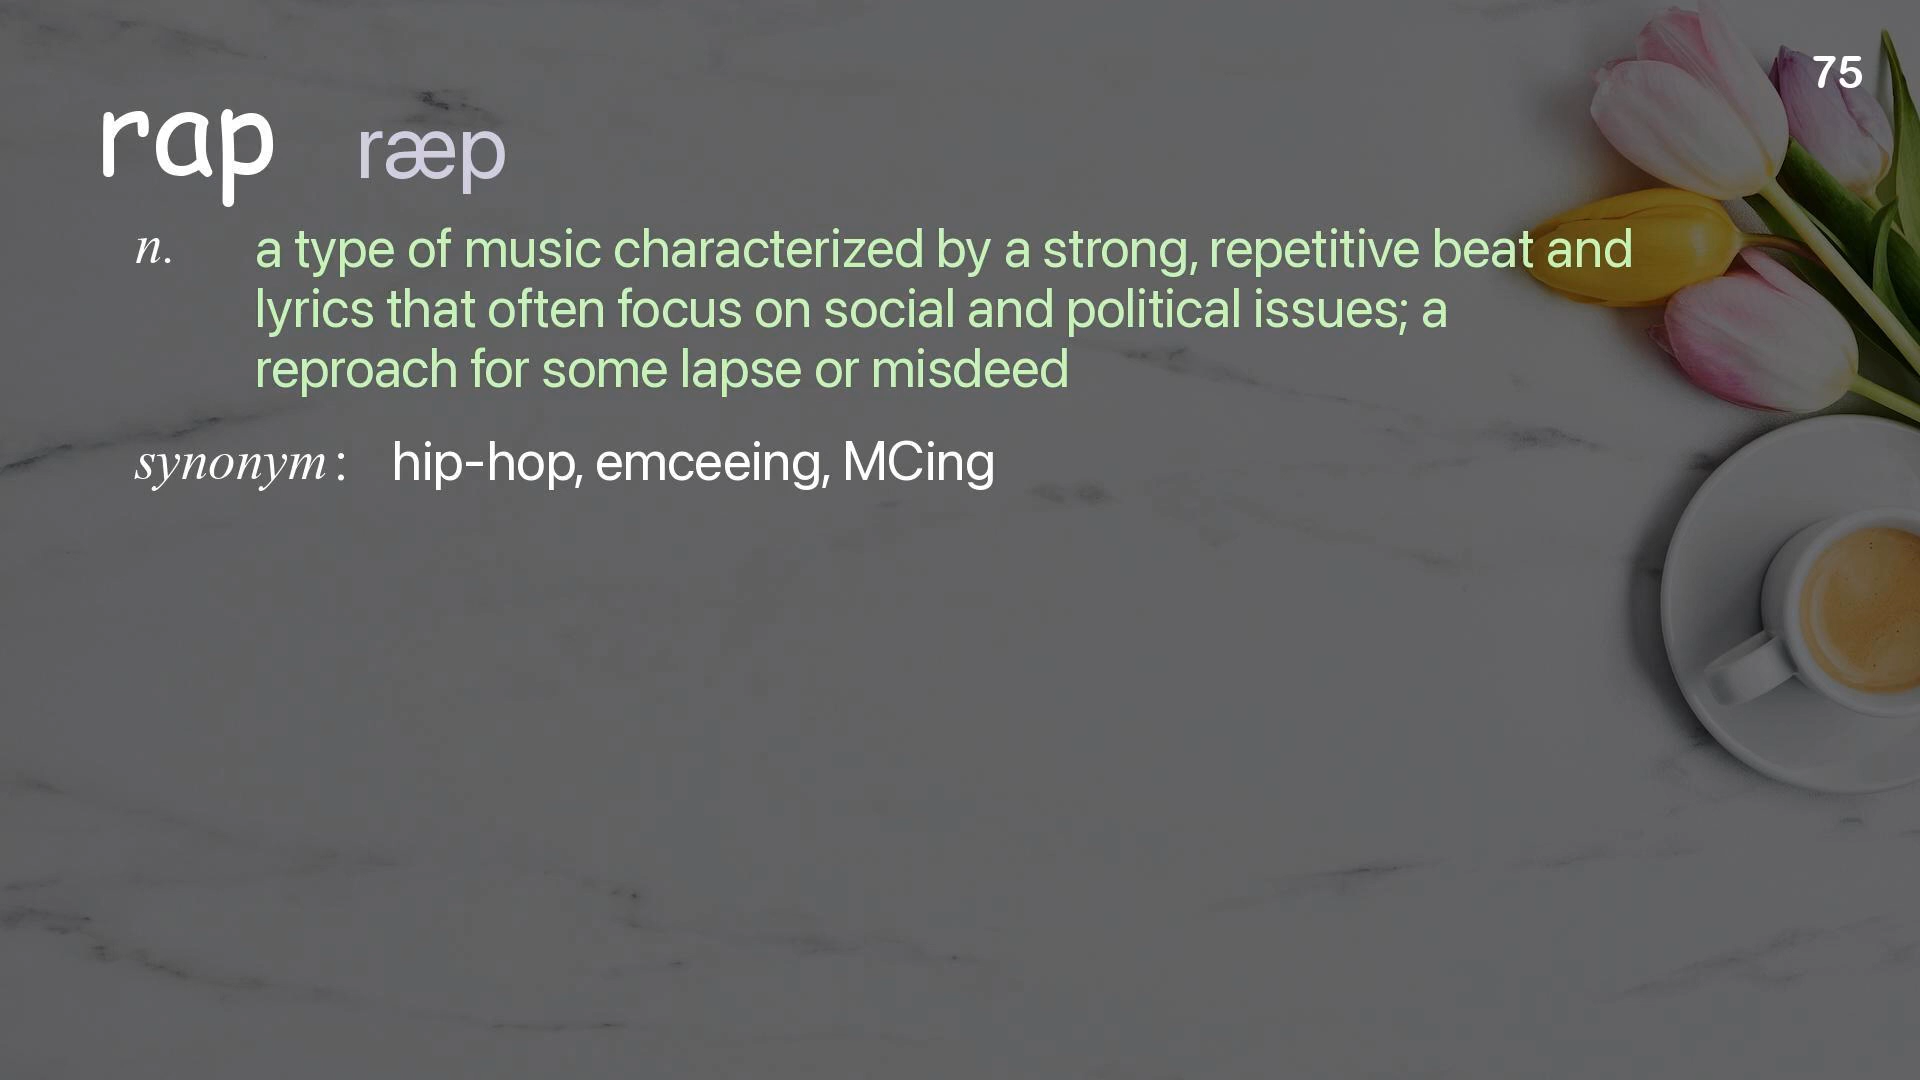 75
rap ræp
n. a type of music characterized by a strong, repetitive beat and
lyrics that often focus on social and political issues; a
reproach for some lapse or misdeed
synonym: hip-hop, emceeing, MCing